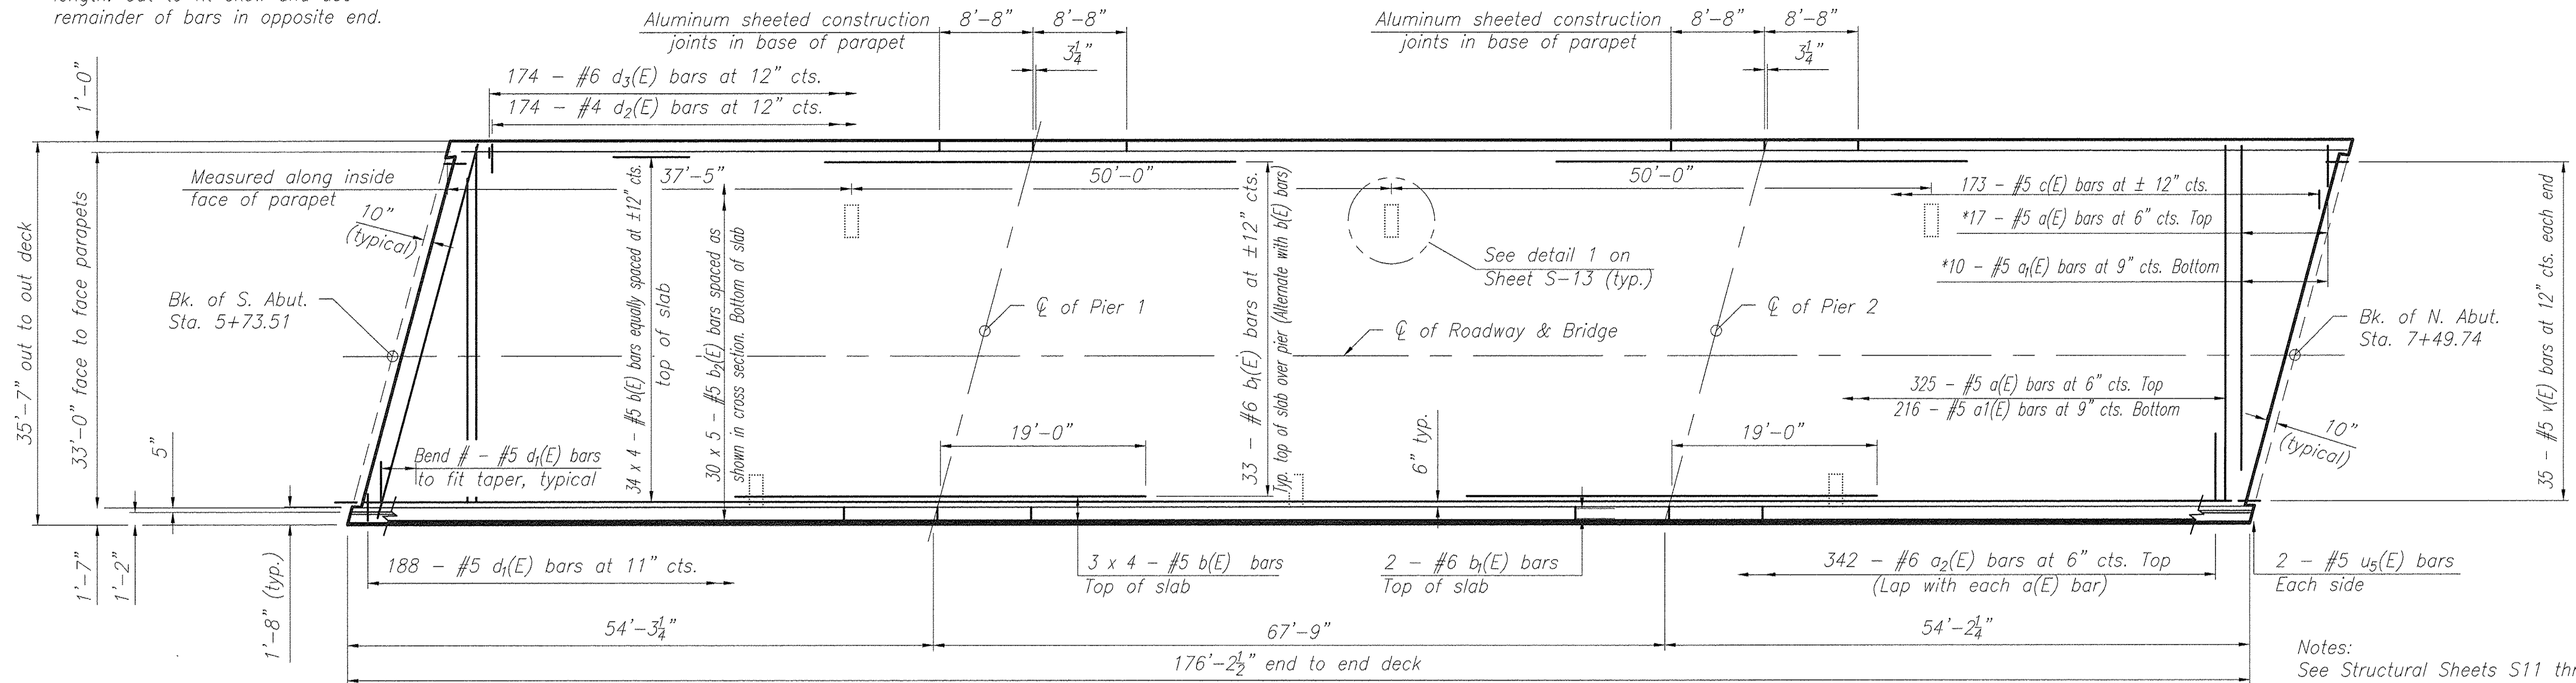 remainder of bars in opposite end.
Aluminum sheeted construction
joints in base of parapet
8'-8" 8'-8"
3¼"
Aluminum sheeted construction
joints in base of parapet
8'-8" 8'-8"
3¼"
1'-0"
174 - #6 d3(E) bars at 12" cts.
174 - #4 d2(E) bars at 12" cts.
35'-7" out to out deck
33'-0" face to face parapets
Measured along inside
face of parapet
10"
(typical)
37'-5"
50'-0"
50'-0"
34 x 4 - #5 b(E) bars equally spaced at ±12" cts.
top of slab
30 x 5 - #5 b2(E) bars spaced as
shown in cross section. Bottom of slab
33 - #6 b1(E) bars at ±12" cts.
Typ. top of slab over pier (Alternate with b(E) bars)
173 - #5 c(E) bars at ± 12" cts.
*17 - #5 a(E) bars at 6" cts. Top
*10 - #5 a1(E) bars at 9" cts. Bottom
See detail 1 on
Sheet S-13 (typ.)
Bk. of S. Abut.
Sta. 5+73.51
℄ of Pier 1
℄ of Roadway & Bridge
℄ of Pier 2
Bk. of N. Abut.
Sta. 7+49.74
35 - #5 v(E) bars at 12" cts. each end
325 - #5 a(E) bars at 6" cts. Top
216 - #5 a1(E) bars at 9" cts. Bottom
10"
(typical)
5"
Bend # - #5 d1(E) bars
to fit taper, typical
19'-0"
6" typ.
19'-0"
1'-7"
1'-2"
1'-8" (typ.)
188 - #5 d1(E) bars at 11" cts.
3 x 4 - #5 b(E) bars
Top of slab
2 - #6 b1(E) bars
Top of slab
342 - #6 a2(E) bars at 6" cts. Top
(Lap with each a(E) bar)
2 - #5 u5(E) bars
Each side
54'-3¼"
67'-9"
54'-2¼"
176'-2½" end to end deck
Notes:
See Structural Sheets S11